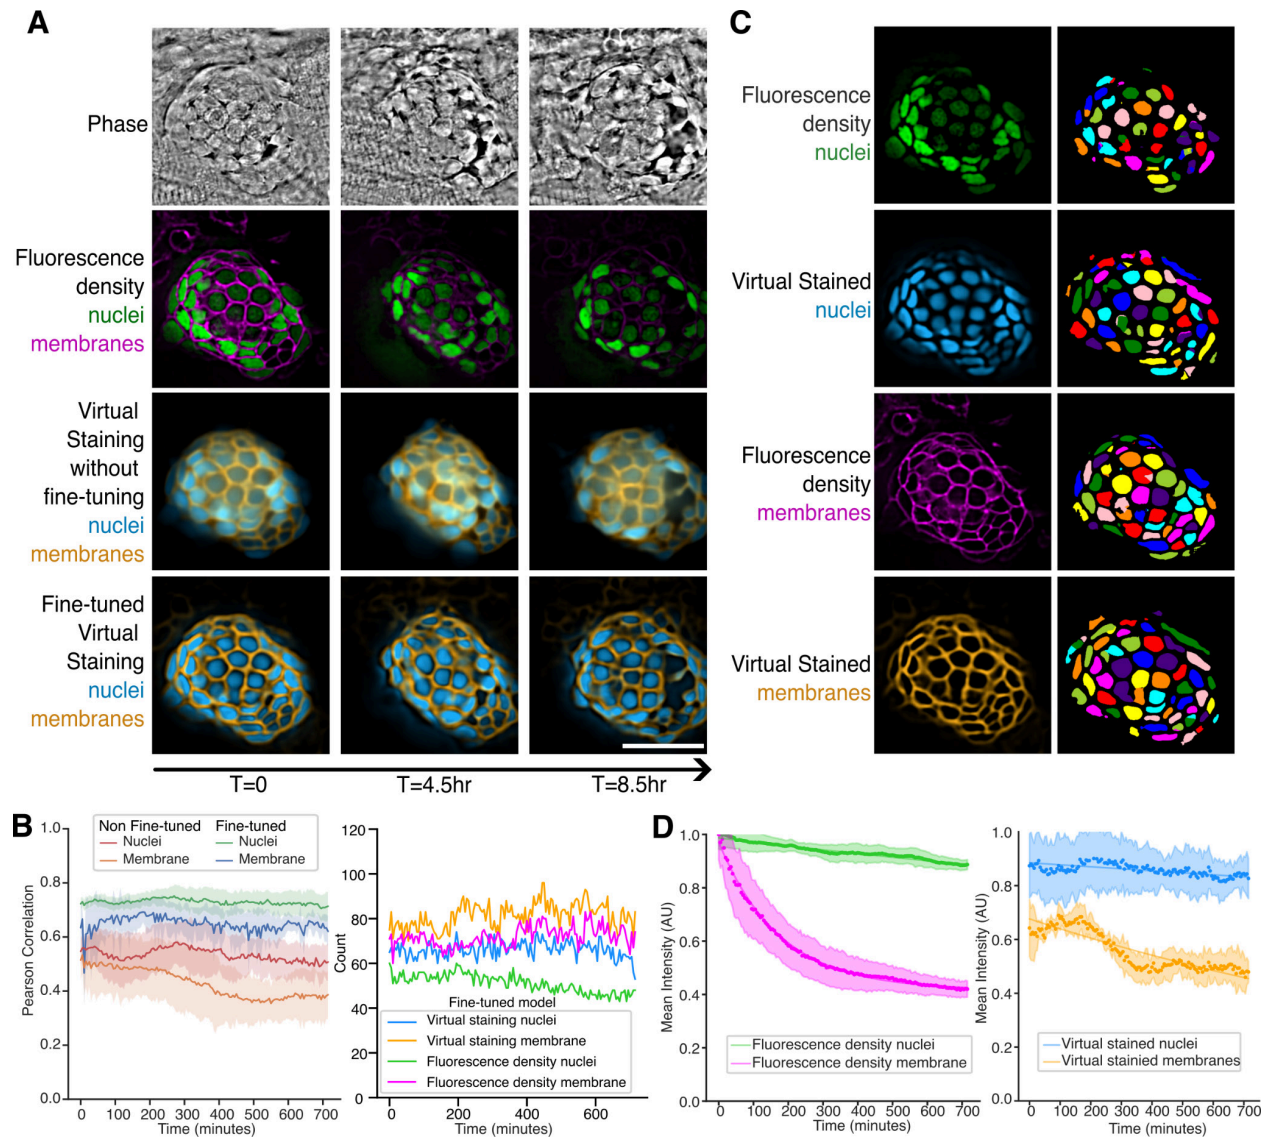 A
Phase
Fluorescence
density
nuclei
membranes
Virtual
Staining
without
fine-tuning
nuclei
membranes
Fine-tuned
Virtual
Staining
nuclei
membranes
T=0
T=4.5hr
T=8.5hr
C
Fluorescence
density
nuclei
Virtual Stained
nuclei
Fluorescence
density
membranes
Virtual Stained
membranes
B
Non Fine-tuned
Nuclei
Membrane
Fine-tuned
Nuclei
Membrane
Pearson Correlation
1.0
0.8
0.6
0.4
0.2
0.0
0 100 200 300 400 500 600 700
Time (minutes)
Count
120
100
80
60
40
20
0
Fine-tuned model
Virtual staining nuclei
Virtual staining membrane
Fluorescence density nuclei
Fluorescence density membrane
0 200 400 600
Time (minutes)
D
Mean Intensity (AU)
1.0
0.8
0.6
0.4
0.2
0.0
Fluorescence density nuclei
Fluorescence density membrane
0 100 200 300 400 500 600 700
Time (minutes)
Mean Intensity (AU)
1.0
0.8
0.6
0.4
0.2
0.0
Virtual stained nuclei
Virtual stainied membranes
0 100 200 300 400 500 600 700
Time (minutes)